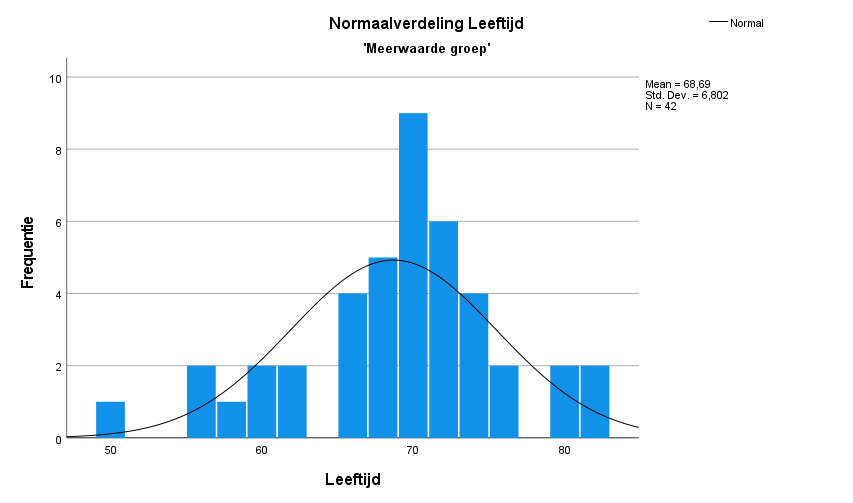 Normaalverdeling Leeftijd
'Meerwaarde groep'
Normal
Mean = 68,69
Std. Dev. = 6,802
N = 42
Frequentie
10
8
6
4
2
0
50 60 70 80
Leeftijd